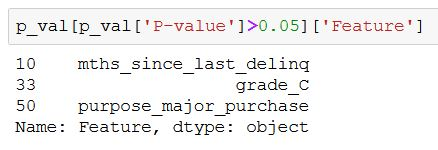 p_val[p_val['P-value']>0.05]['Feature']
10    mths_since_last_delinq
33                   grade_C
50    purpose_major_purchase
Name: Feature, dtype: object